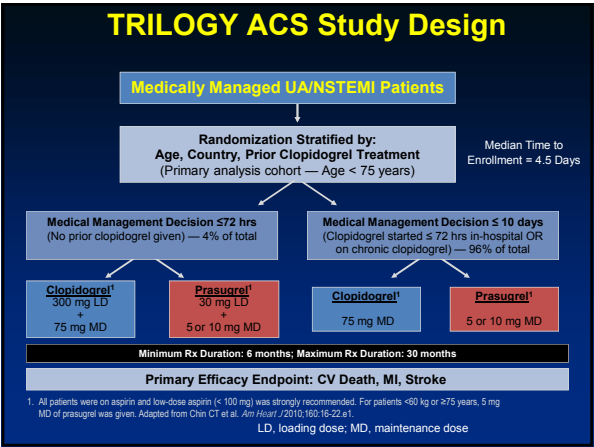 TRILOGY ACS Study Design
Medically Managed UA/NSTEMI Patients
Randomization Stratified by:
Age, Country, Prior Clopidogrel Treatment
(Primary analysis cohort — Age < 75 years)
Median Time to
Enrollment = 4.5 Days
Medical Management Decision ≤72 hrs
(No prior clopidogrel given) — 4% of total
Medical Management Decision ≤ 10 days
(Clopidogrel started ≤ 72 hrs in-hospital OR
on chronic clopidogrel) — 96% of total
Clopidogrel¹
300 mg LD
+
75 mg MD
Prasugrel¹
30 mg LD
+
5 or 10 mg MD
Clopidogrel¹
75 mg MD
Prasugrel¹
5 or 10 mg MD
Minimum Rx Duration: 6 months; Maximum Rx Duration: 30 months
Primary Efficacy Endpoint: CV Death, MI, Stroke
1. All patients were on aspirin and low-dose aspirin (< 100 mg) was strongly recommended. For patients <60 kg or ≥75 years, 5 mg
MD of prasugrel was given. Adapted from Chin CT et al. Am Heart J 2010;160:16-22.e1.
LD, loading dose; MD, maintenance dose